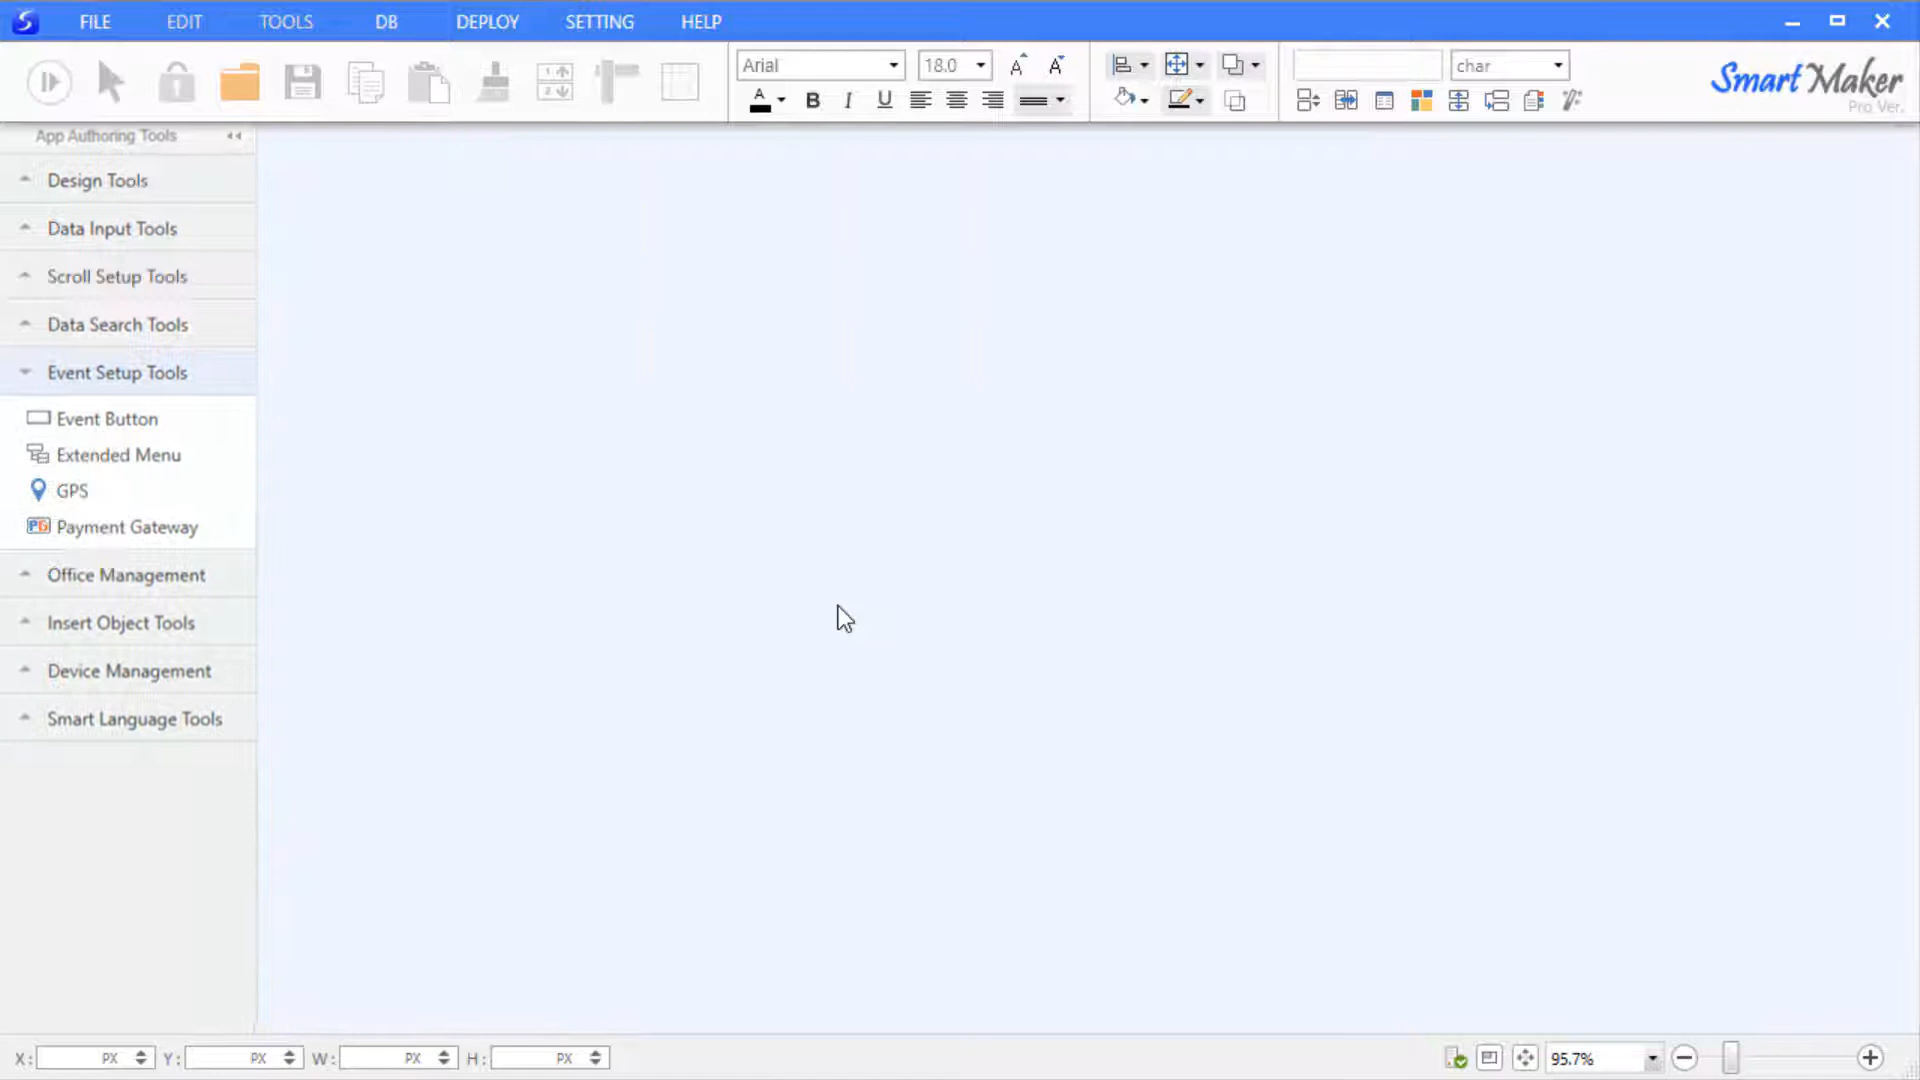 FILE EDIT TOOLS DB DEPLOY SETTING HELP
Arial 18.0 char
A B I U
Smart Maker
Pro Ver.
App Authoring Tools
Design Tools
Data Input Tools
Scroll Setup Tools
Data Search Tools
Event Setup Tools
Event Button
Extended Menu
GPS
PG Payment Gateway
Office Management
Insert Object Tools
Device Management
Smart Language Tools
X: PX Y: PX W: PX H: PX 95.7%